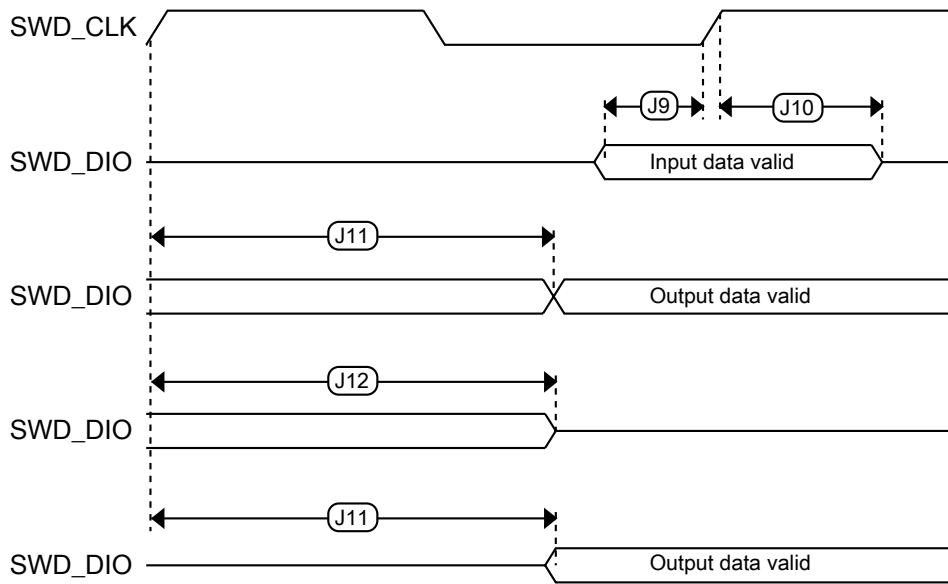 SWD_CLK
J9
J10
SWD_DIO
Input data valid
J11
SWD_DIO
Output data valid
J12
SWD_DIO
J11
SWD_DIO
Output data valid